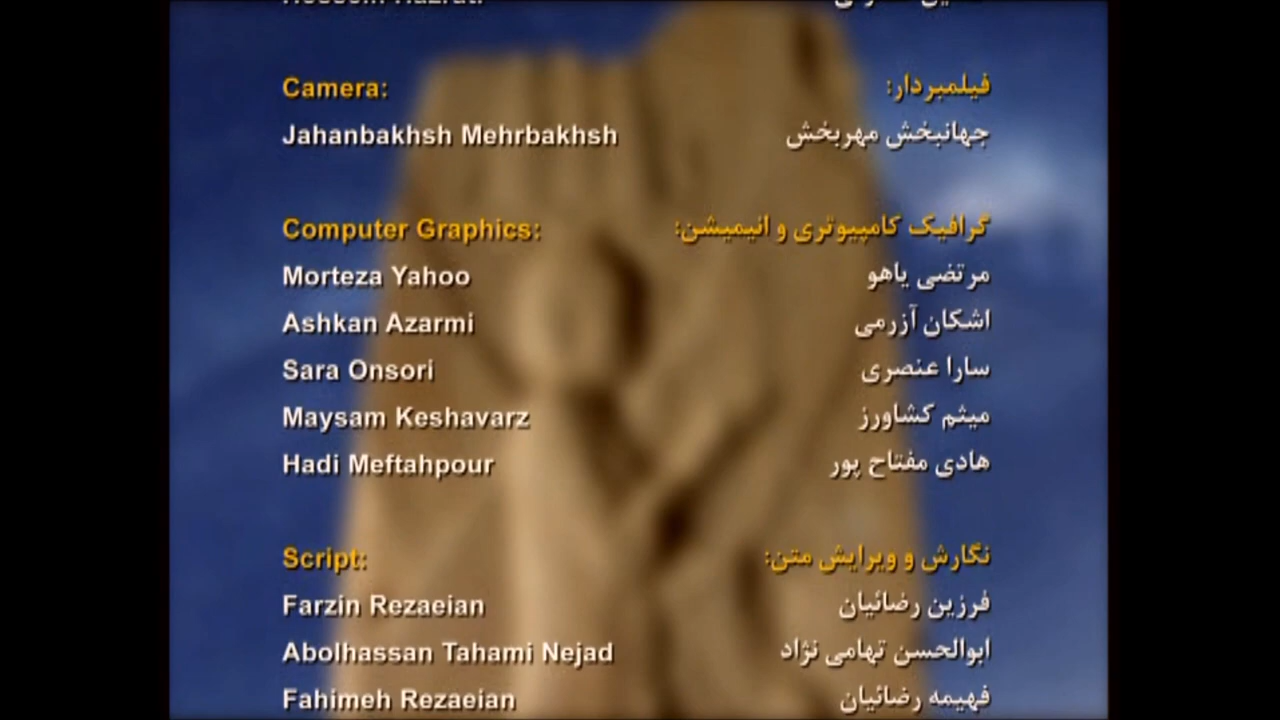 Camera: فیلمبردار:
Jahanbakhsh Mehrbakhsh جهانبخش مهربخش
Computer Graphics: گرافیک کامپیوتری و انیمیشن:
Morteza Yahoo مرتضی یاهو
Ashkan Azarmi اشکان آزرمی
Sara Onsori سارا عنصری
Maysam Keshavarz میثم کشاورز
Hadi Meftahpour هادی مفتاح پور
Script: نگارش و ویرایش متن:
Farzin Rezaeian فرزین رضائیان
Abolhassan Tahami Nejad ابوالحسن تهامی نژاد
Fahimeh Rezaeian فهیمه رضائیان